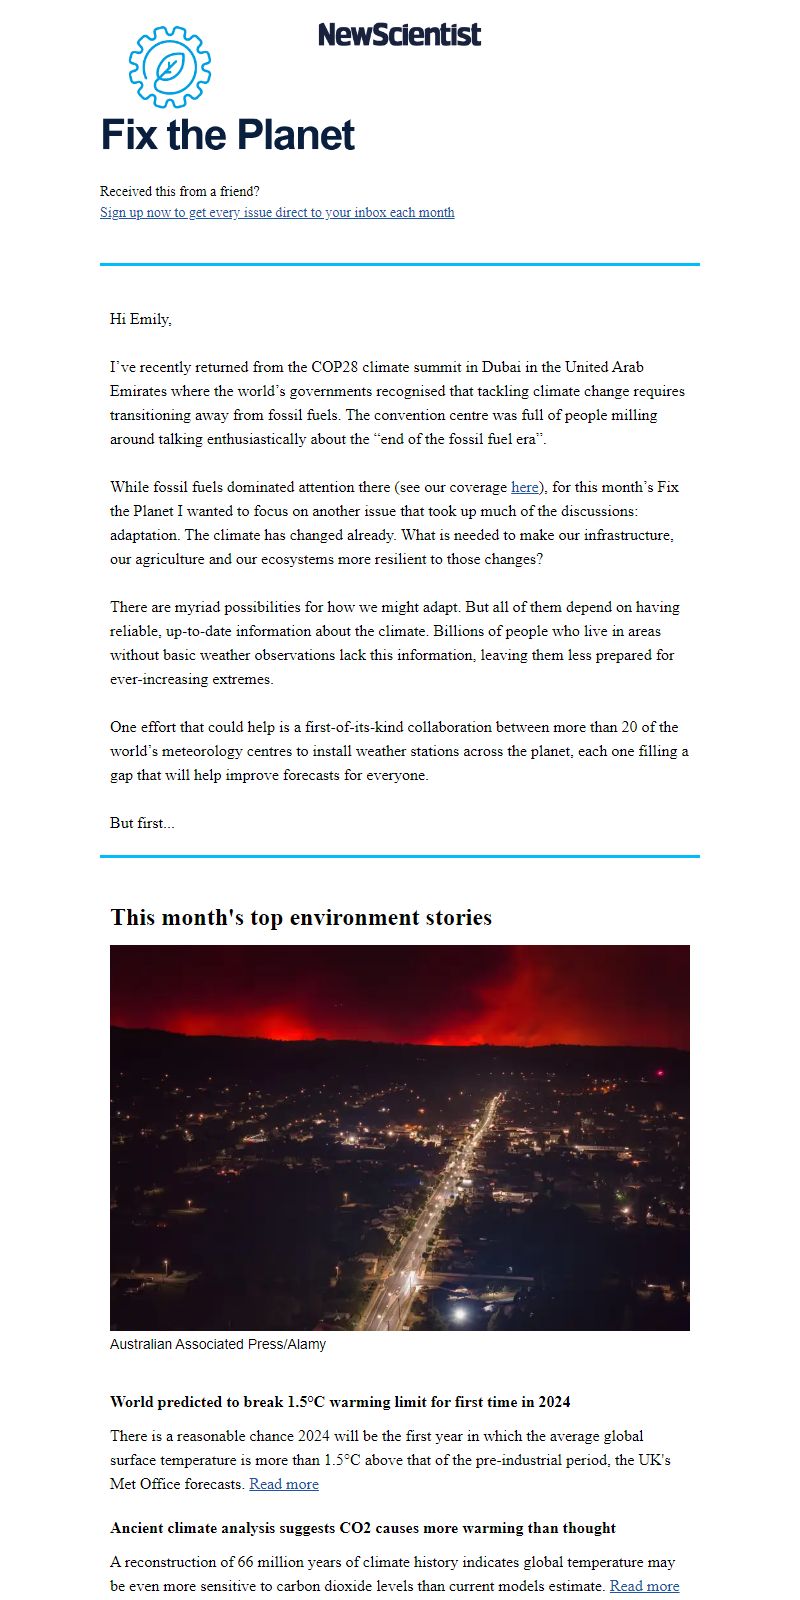 NewScientist
Fix the Planet
Received this from a friend?
Sign up now to get every issue direct to your inbox each month
Hi Emily,
I’ve recently returned from the COP28 climate summit in Dubai in the United Arab
Emirates where the world’s governments recognised that tackling climate change requires
transitioning away from fossil fuels. The convention centre was full of people milling
around talking enthusiastically about the “end of the fossil fuel era”.
While fossil fuels dominated attention there (see our coverage here), for this month’s Fix
the Planet I wanted to focus on another issue that took up much of the discussions:
adaptation. The climate has changed already. What is needed to make our infrastructure,
our agriculture and our ecosystems more resilient to those changes?
There are myriad possibilities for how we might adapt. But all of them depend on having
reliable, up-to-date information about the climate. Billions of people who live in areas
without basic weather observations lack this information, leaving them less prepared for
ever-increasing extremes.
One effort that could help is a first-of-its-kind collaboration between more than 20 of the
world’s meteorology centres to install weather stations across the planet, each one filling a
gap that will help improve forecasts for everyone.
But first...
This month's top environment stories
Australian Associated Press/Alamy
World predicted to break 1.5°C warming limit for first time in 2024
There is a reasonable chance 2024 will be the first year in which the average global
surface temperature is more than 1.5°C above that of the pre-industrial period, the UK's
Met Office forecasts. Read more
Ancient climate analysis suggests CO2 causes more warming than thought
A reconstruction of 66 million years of climate history indicates global temperature may
be even more sensitive to carbon dioxide levels than current models estimate. Read more